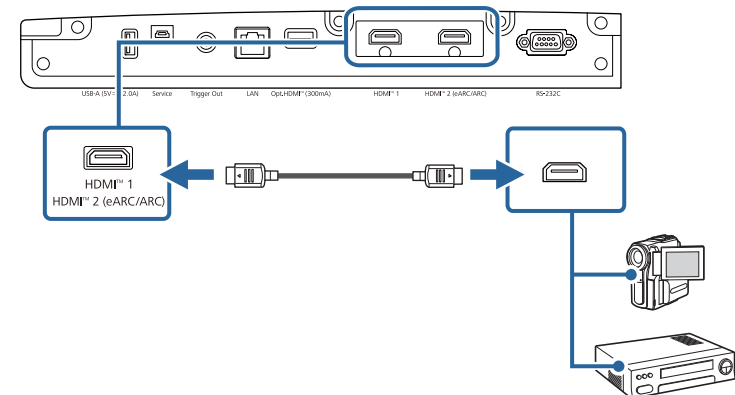 USB-A (5V⎓2.0A) Service Trigger Out LAN Opt.HDMI™ (300mA) HDMI™ 1 HDMI™ 2 (eARC/ARC) RS-232C
HDMI™ 1
HDMI™ 2 (eARC/ARC)